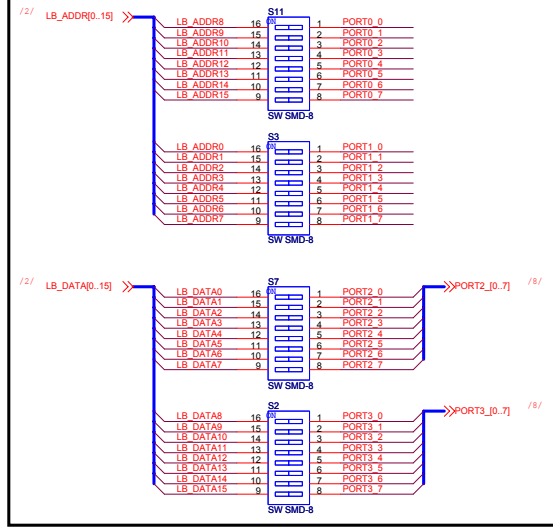 /2/ LB_ADDR[0..15]
S11
LB_ADDR8 16 ON 1 PORT0_0
LB_ADDR9 15 2 PORT0_1
LB_ADDR10 14 3 PORT0_2
LB_ADDR11 13 4 PORT0_3
LB_ADDR12 12 5 PORT0_4
LB_ADDR13 11 6 PORT0_5
LB_ADDR14 10 7 PORT0_6
LB_ADDR15 9 8 PORT0_7
SW SMD-8
S3
LB_ADDR0 16 ON 1 PORT1_0
LB_ADDR1 15 2 PORT1_1
LB_ADDR2 14 3 PORT1_2
LB_ADDR3 13 4 PORT1_3
LB_ADDR4 12 5 PORT1_4
LB_ADDR5 11 6 PORT1_5
LB_ADDR6 10 7 PORT1_6
LB_ADDR7 9 8 PORT1_7
SW SMD-8
/2/ LB_DATA[0..15]
S7
PORT2_[0..7] /8/
LB_DATA0 16 ON 1 PORT2_0
LB_DATA1 15 2 PORT2_1
LB_DATA2 14 3 PORT2_2
LB_DATA3 13 4 PORT2_3
LB_DATA4 12 5 PORT2_4
LB_DATA5 11 6 PORT2_5
LB_DATA6 10 7 PORT2_6
LB_DATA7 9 8 PORT2_7
SW SMD-8
S2
PORT3_[0..7] /8/
LB_DATA8 16 ON 1 PORT3_0
LB_DATA9 15 2 PORT3_1
LB_DATA10 14 3 PORT3_2
LB_DATA11 13 4 PORT3_3
LB_DATA12 12 5 PORT3_4
LB_DATA13 11 6 PORT3_5
LB_DATA14 10 7 PORT3_6
LB_DATA15 9 8 PORT3_7
SW SMD-8